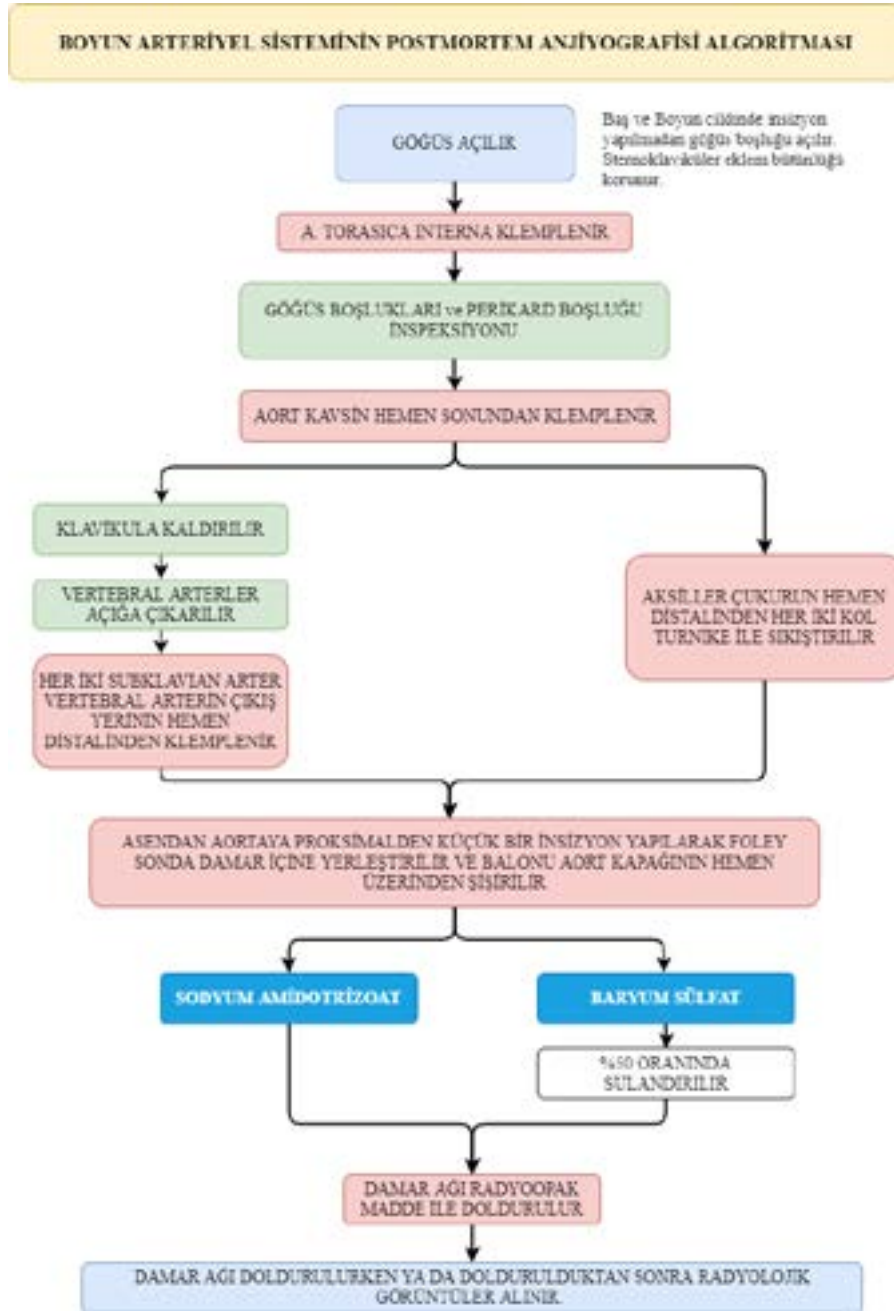 BOYUN ARTERİYEL SİSTEMİNİN POSTMORTEM ANJİYOGRAFİSİ ALGORİTMASI
GÖĞÜS AÇILIR
Baş ve Boyun cildinde insizyon
yapılmadan göğüs boşluğu açılır.
Sternoklaviküler eklem bütünlüğü
korunur.
A. TORASICA INTERNA KLEMPLENİR
GÖĞÜS BOŞLUKLARI ve PERİKARD BOŞLUĞU
İNSPEKSİYONU
AORT KAVSİN HEMEN SONUNDAN KLEMPLENİR
KLAVIKULA KALDIRILIR
VERTEBRAL ARTERLER
AÇIĞA ÇIKARILIR
HER İKİ SUBKLAVIAN ARTER
VERTEBRAL ARTERİN ÇIKIŞ
YERİNİN HEMEN
DİSTALİNDEN KLEMPLENİR
AKSİLLER ÇUKURUN HEMEN
DİSTALİNDEN HER İKİ KOL
TURNİKE İLE SIKIŞTIRILIR
ASENDAN AORTAYA PROKSİMALDEN KÜÇÜK BİR İNSİZYON YAPILARAK FOLEY
SONDA DAMAR İÇİNE YERLEŞTİRİLİR VE BALONU AORT KAPAĞININ HEMEN
ÜZERİNDEN ŞİŞİRİLİR
SODYUM AMİDOTRİZOAT
BARYUM SÜLFAT
%50 ORANINDA
SULANDIRILIR
DAMAR AĞI RADYOOPAK
MADDE İLE DOLDURULUR
DAMAR AĞI DOLDURULURKEN YA DA DOLDURULDUKTAN SONRA RADYOLOJİK
GÖRÜNTÜLER ALINIR.